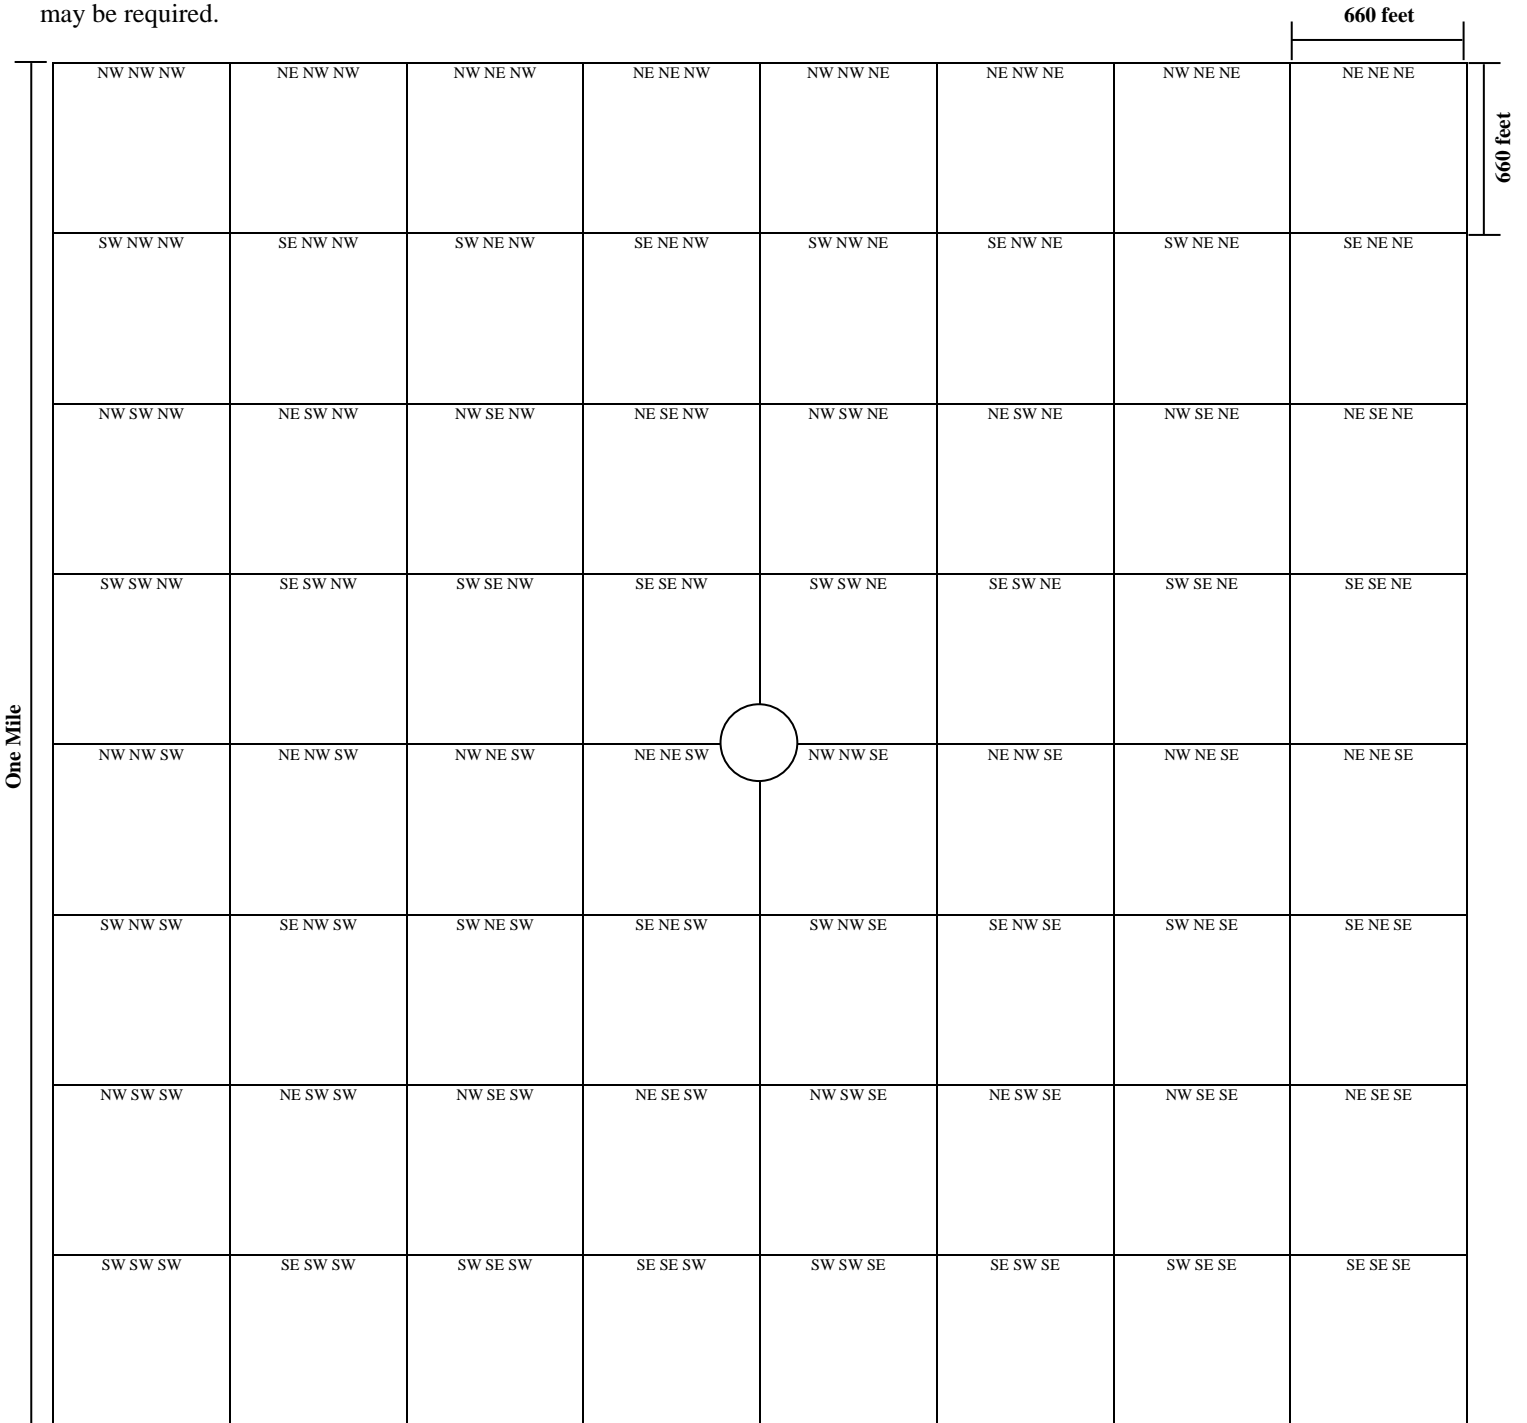 may be required.
660 feet
NW NW NW NE NW NW NW NE NW NE NE NW NW NW NE NE NW NE NW NE NE NE NE NE
660 feet
SW NW NW SE NW NW SW NE NW SE NE NW SW NW NE SE NW NE SW NE NE SE NE NE
NW SW NW NE SW NW NW SE NW NE SE NW NW SW NE NE SW NE NW SE NE NE SE NE
SW SW NW SE SW NW SW SE NW SE SE NW SW SW NE SE SW NE SW SE NE SE SE NE
One Mile
NW NW SW NE NW SW NW NE SW NE NE SW NW NW SE NE NW SE NW NE SE NE NE SE
SW NW SW SE NW SW SW NE SW SE NE SW SW NW SE SE NW SE SW NE SE SE NE SE
NW SW SW NE SW SW NW SE SW NE SE SW NW SW SE NE SW SE NW SE SE NE SE SE
SW SW SW SE SW SW SW SE SW SE SE SW SW SW SE SE SW SE SW SE SE SE SE SE